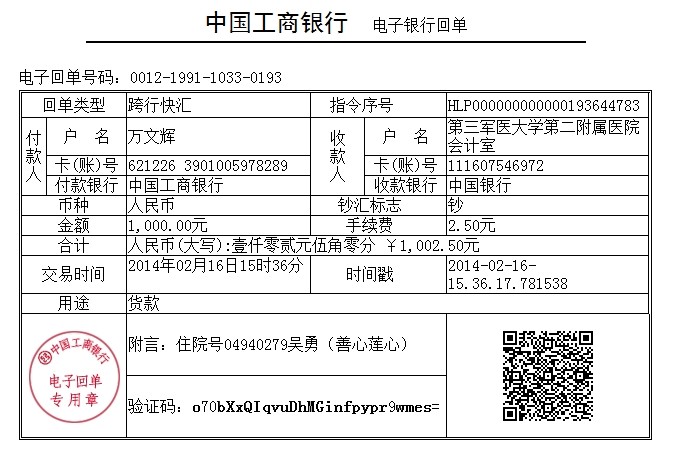 中国工商银行 电子银行回单
电子回单号码：0012-1991-1033-0193
回单类型 跨行快汇 指令序号 HLP000000000000193644783
付款人 户 名 万文辉 收款人 户 名 第三军医大学第二附属医院
会计室
卡(账)号 621226 3901005978289 卡(账)号 111607546972
付款银行 中国工商银行 收款银行 中国银行
币种 人民币 钞汇标志 钞
金额 1,000.00元 手续费 2.50元
合计 人民币(大写):壹仟零贰元伍角零分 ￥1,002.50元
交易时间 2014年02月16日15时36分 时间戳 2014-02-16-
15.36.17.781538
用途 货款
中国工商银行
电子回单
专用章
附言：住院号04940279吴勇（善心莲心）
验证码：o70bXxQIqvuDhMGinfpypr9wmes=